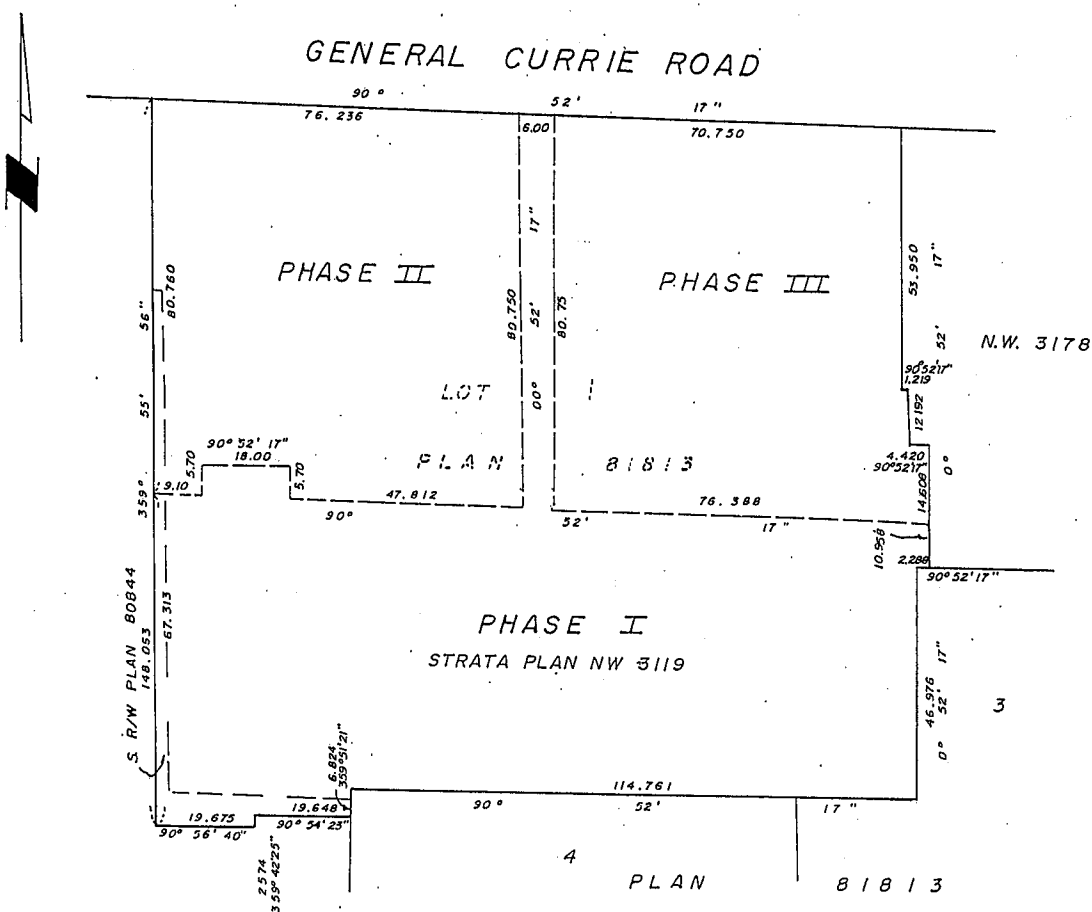 GENERAL CURRIE ROAD
90° 52' 17"
76.236 6.00 70.750
PHASE II
PHASE III
80.760
80.750
00° 52' 17"
80.75
53.950
0° 52' 17"
N.W. 3178
90°52'17"
1.219
12.192
LOT 1
PLAN 81813
90° 52' 17"
18.00
5.70
5.70
9.10
47.812
76.388
90° 52' 17"
4.420
90°52'17"
14.608
10.958
2.288
90° 52' 17"
359° 55' 56"
148.053
S. R/W PLAN 80844
67.313
PHASE I
STRATA PLAN NW 3119
46.976
0° 52' 17"
3
6.824
359°51'21"
114.761
90° 52' 17"
19.675
19.648
90° 56' 40"
90° 54' 23"
2.574
359° 42'25"
4
PLAN 81813